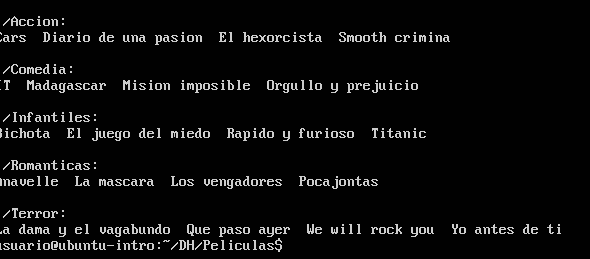 /Accion:
Cars  Diario de una pasion  El hexorcista  Smooth crimina
/Comedia:
IT  Madagascar  Mision imposible  Orgullo y prejuicio
/Infantiles:
Bichota  El juego del miedo  Rapido y furioso  Titanic
/Romanticas:
Anavelle  La mascara  Los vengadores  Pocajontas
/Terror:
La dama y el vagabundo  Que paso ayer  We will rock you  Yo antes de ti
usuario@ubuntu-intro:~/DH/Peliculas$